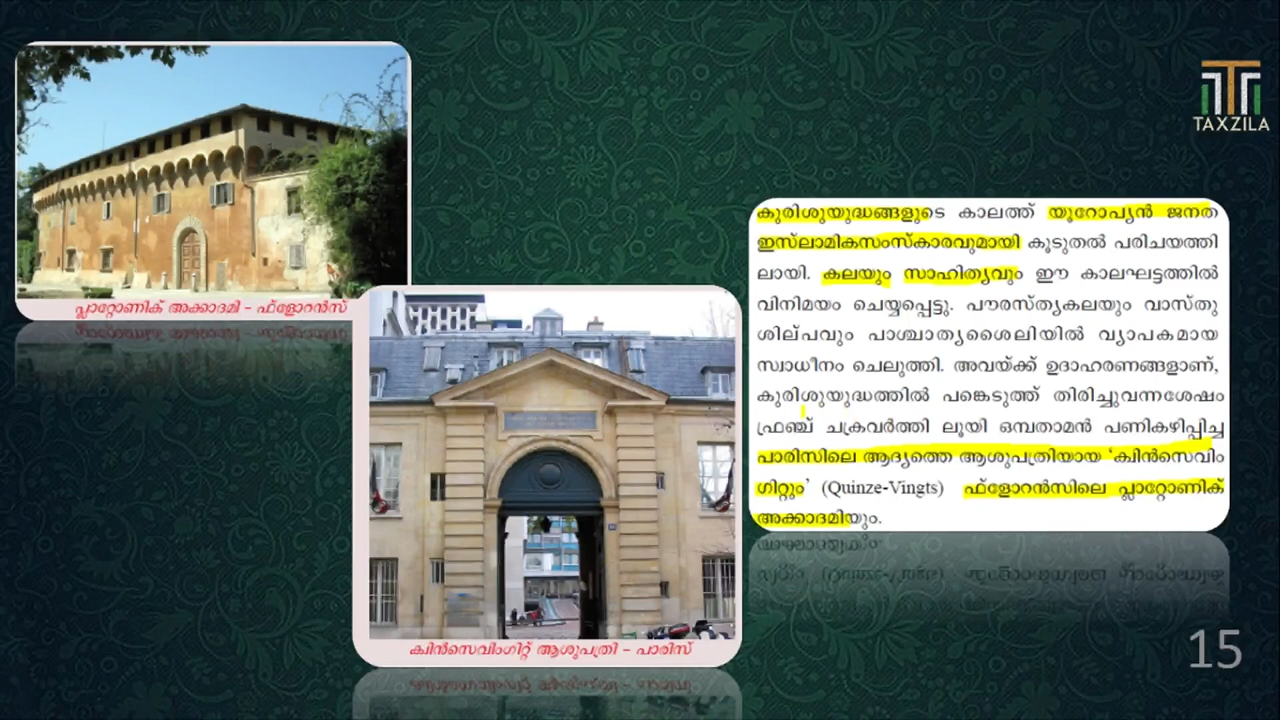 TAXZILA
പ്ലാറ്റോണിക് അക്കാദമി – ഫ്ളോറൻസ്
കുരിശുയുദ്ധങ്ങളുടെ കാലത്ത് യൂറോപ്യൻ ജനത
ഇസ്ലാമികസംസ്കാരവുമായി കൂടുതൽ പരിചയത്തി
ലായി. കലയും സാഹിത്യവും ഈ കാലഘട്ടത്തിൽ
വിനിമയം ചെയ്യപ്പെട്ടു. പൗരസ്ത്യകലയും വാസ്തു
ശില്പവും പാശ്ചാത്യശൈലിയിൽ വ്യാപകമായ
സ്വാധീനം ചെലുത്തി. അവയ്ക്ക് ഉദാഹരണങ്ങളാണ്,
കുരിശുയുദ്ധത്തിൽ പങ്കെടുത്ത് തിരിച്ചുവന്നശേഷം
ഫ്രഞ്ച് ചക്രവർത്തി ലൂയി ഒമ്പതാമൻ പണികഴിപ്പിച്ച
പാരിസിലെ ആദ്യത്തെ ആശുപത്രിയായ ‘ക്വിൻസെവിം
ഗിറ്റും’ (Quinze-Vingts) ഫ്ളോറൻസിലെ പ്ലാറ്റോണിക്
അക്കാദമിയും.
ക്വിൻസെവിംഗിറ്റ് ആശുപത്രി – പാരിസ്
15